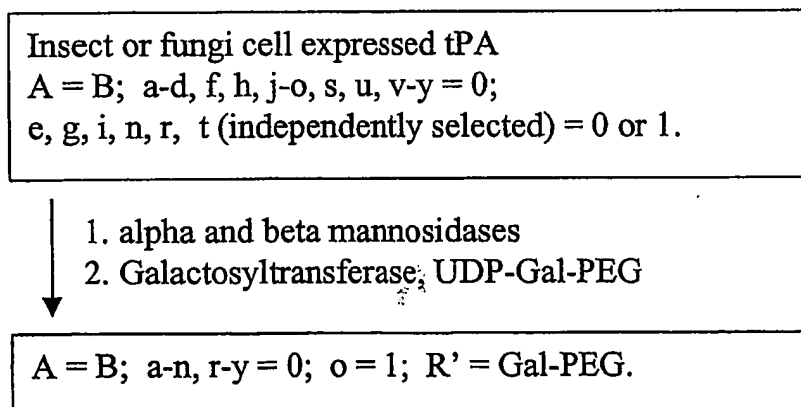 Insect or fungi cell expressed tPA
A = B; a-d, f, h, j-o, s, u, v-y = 0;
e, g, i, n, r, t (independently selected) = 0 or 1.
1. alpha and beta mannosidases
2. Galactosyltransferase, UDP-Gal-PEG
A = B; a-n, r-y = 0; o = 1; R' = Gal-PEG.